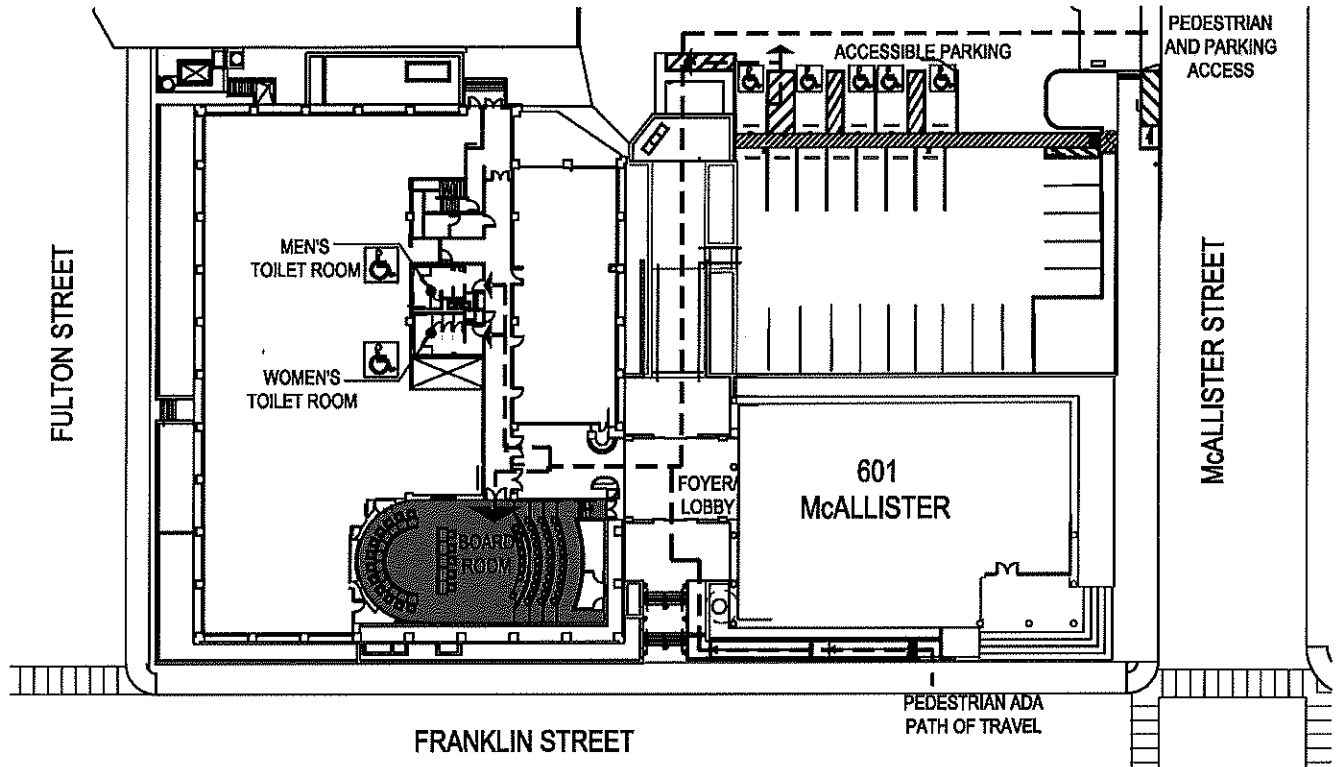 PEDESTRIAN
AND PARKING
ACCESS
ACCESSIBLE PARKING
MEN'S
TOILET ROOM
WOMEN'S
TOILET ROOM
FULTON STREET
McALLISTER STREET
FOYER/
LOBBY
601
McALLISTER
BOARD
ROOM
PEDESTRIAN ADA
PATH OF TRAVEL
FRANKLIN STREET